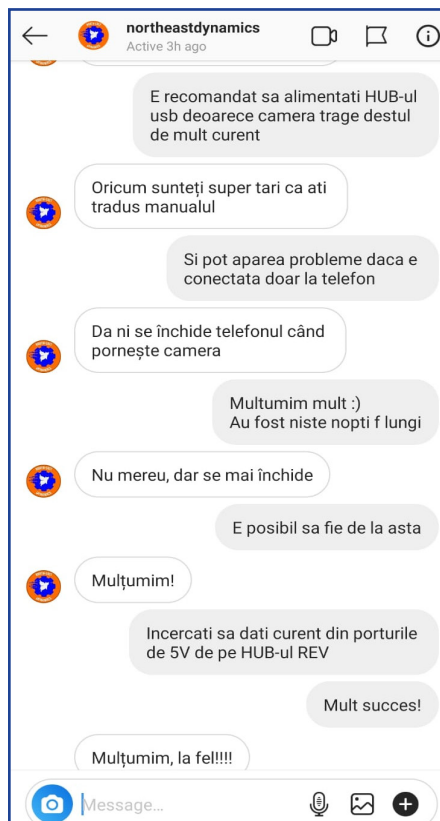 northeastdynamics
Active 3h ago
E recomandat sa alimentati HUB-ul
usb deoarece camera trage destul
de mult curent
Oricum sunteți super tari ca ati
tradus manualul
Si pot aparea probleme daca e
conectata doar la telefon
Da ni se închide telefonul când
pornește camera
Multumim mult :)
Au fost niste nopti f lungi
Nu mereu, dar se mai închide
E posibil sa fie de la asta
Mulțumim!
Incercati sa dati curent din porturile
de 5V de pe HUB-ul REV
Mult succes!
Mulțumim, la fel!!!!
Message...